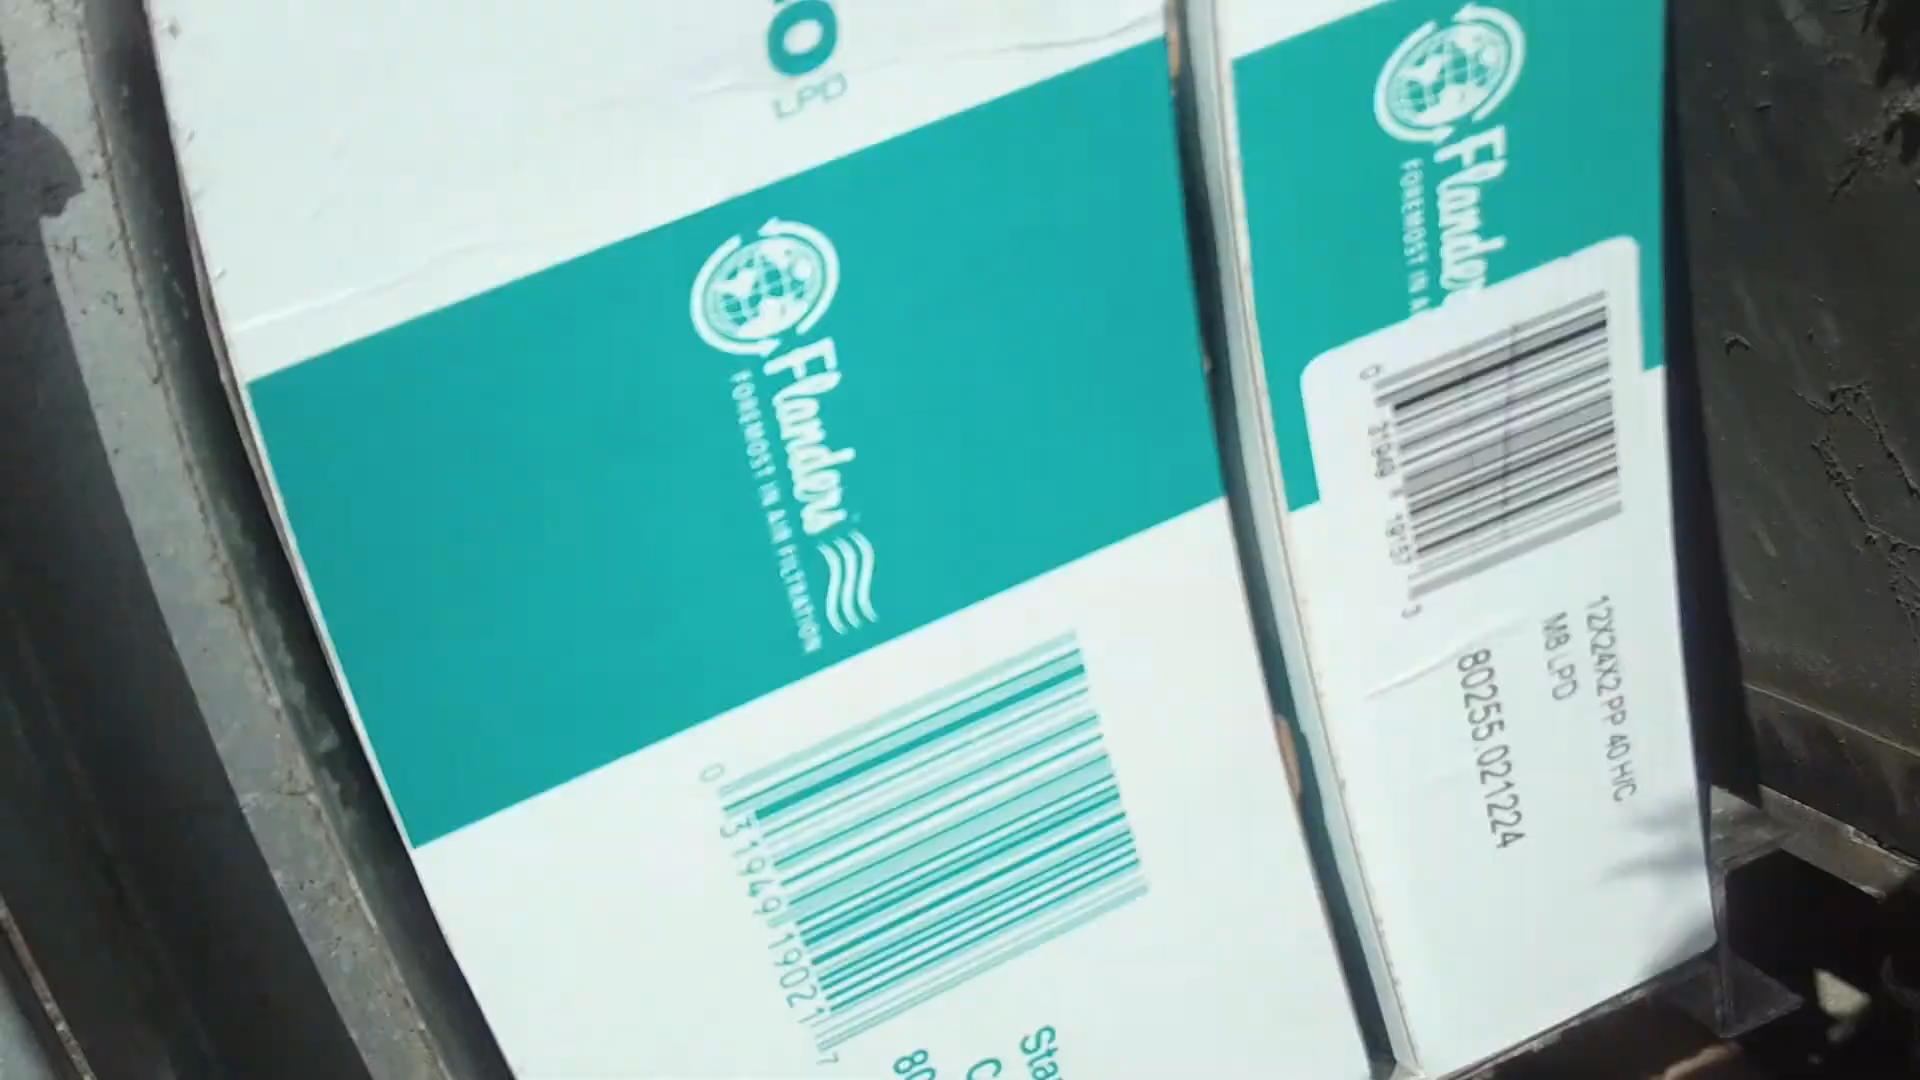 LPD
Flanders
FOREMOST IN AIR FILTRATION
0 31949 19021 7
Flanders
FOREMOST IN A
12X24X2 PP 40 H/C
M8 LPD
80255.021224